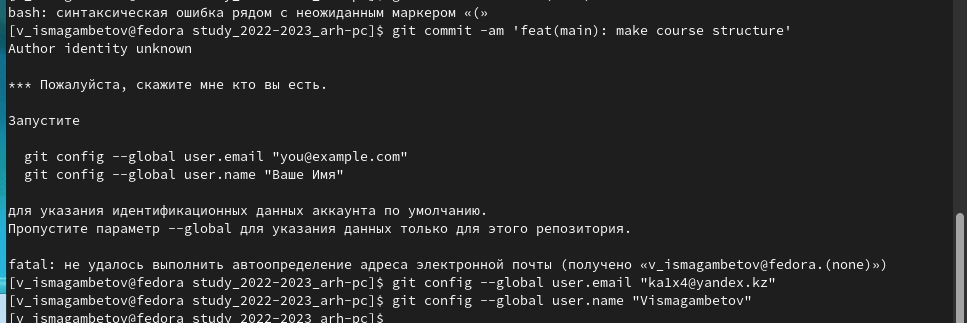 bash: синтаксическая ошибка рядом с неожиданным маркером «(»
[v_ismagambetov@fedora study_2022-2023_arh-pc]$ git commit -am 'feat(main): make course structure'
Author identity unknown
*** Пожалуйста, скажите мне кто вы есть.
Запустите
git config --global user.email "you@example.com"
git config --global user.name "Ваше Имя"
для указания идентификационных данных аккаунта по умолчанию.
Пропустите параметр --global для указания данных только для этого репозитория.
fatal: не удалось выполнить автоопределение адреса электронной почты (получено «v_ismagambetov@fedora.(none)»)
[v_ismagambetov@fedora study_2022-2023_arh-pc]$ git config --global user.email "ka1x4@yandex.kz"
[v_ismagambetov@fedora study_2022-2023_arh-pc]$ git config --global user.name "Vismagambetov"
[v_ismagambetov@fedora study_2022-2023_arh-pc]$